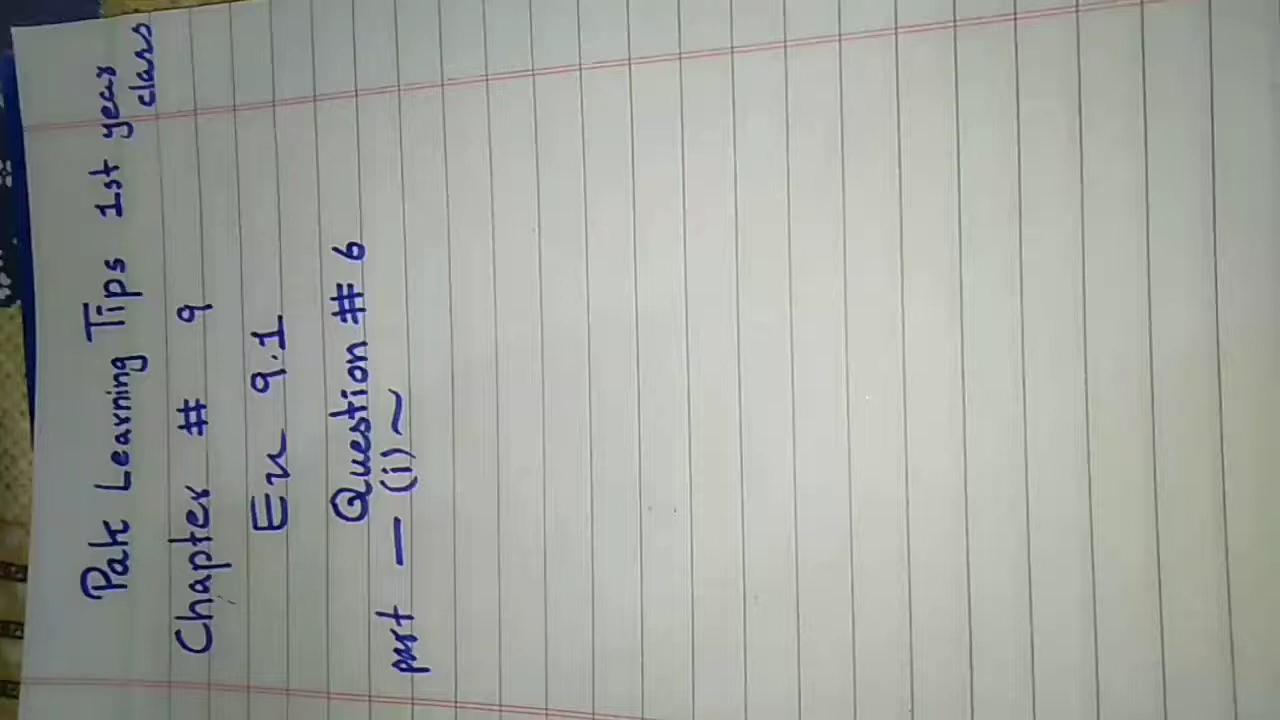 Pak Learning Tips 1st year
class
Chapter # 9
Ex 9.1
Question # 6
part — (i) ~